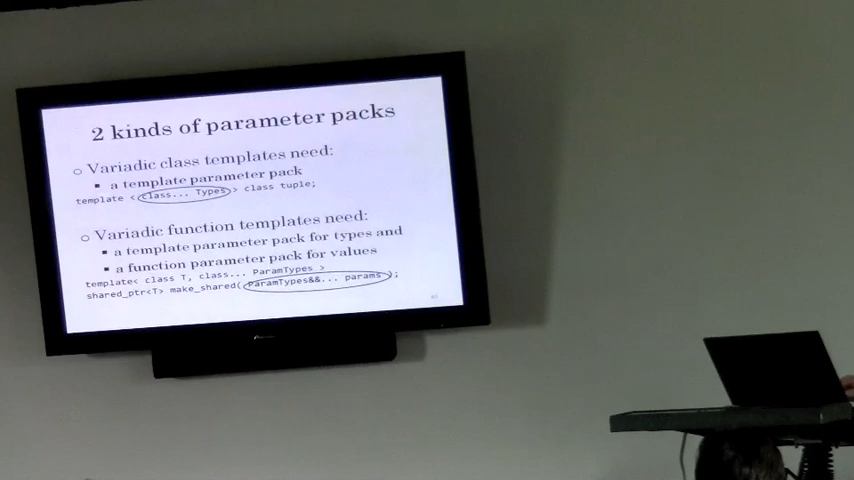 2 kinds of parameter packs
Variadic class templates need:
a template parameter pack
template <class... Types> class tuple;
Variadic function templates need:
a template parameter pack for types and
a function parameter pack for values
template< class T, class... ParamTypes >
shared_ptr<T> make_shared( ParamTypes&&... params );